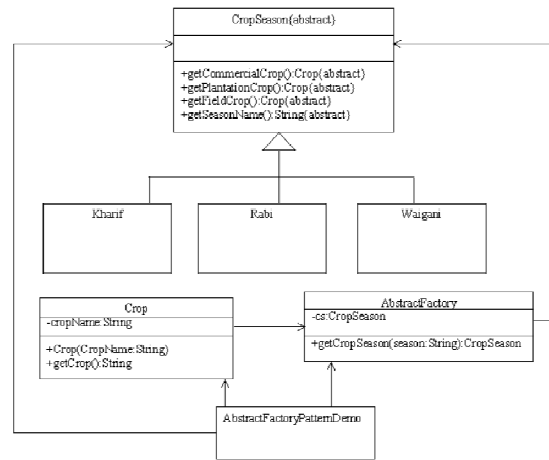 CropSeason{abstract}
+getCommercialCrop():Crop{abstract}
+getPlantationCrop():Crop{abstract}
+getFieldCrop():Crop{abstract}
+getSeasonName():String{abstract}
Kharif
Rabi
Waigani
Crop
-cropName:String
+Crop(CropName:String)
+getCrop():String
AbstractFactory
-cs:CropSeason
+getCropSeason(season:String):CropSeason
AbstractFactoryPatternDemo